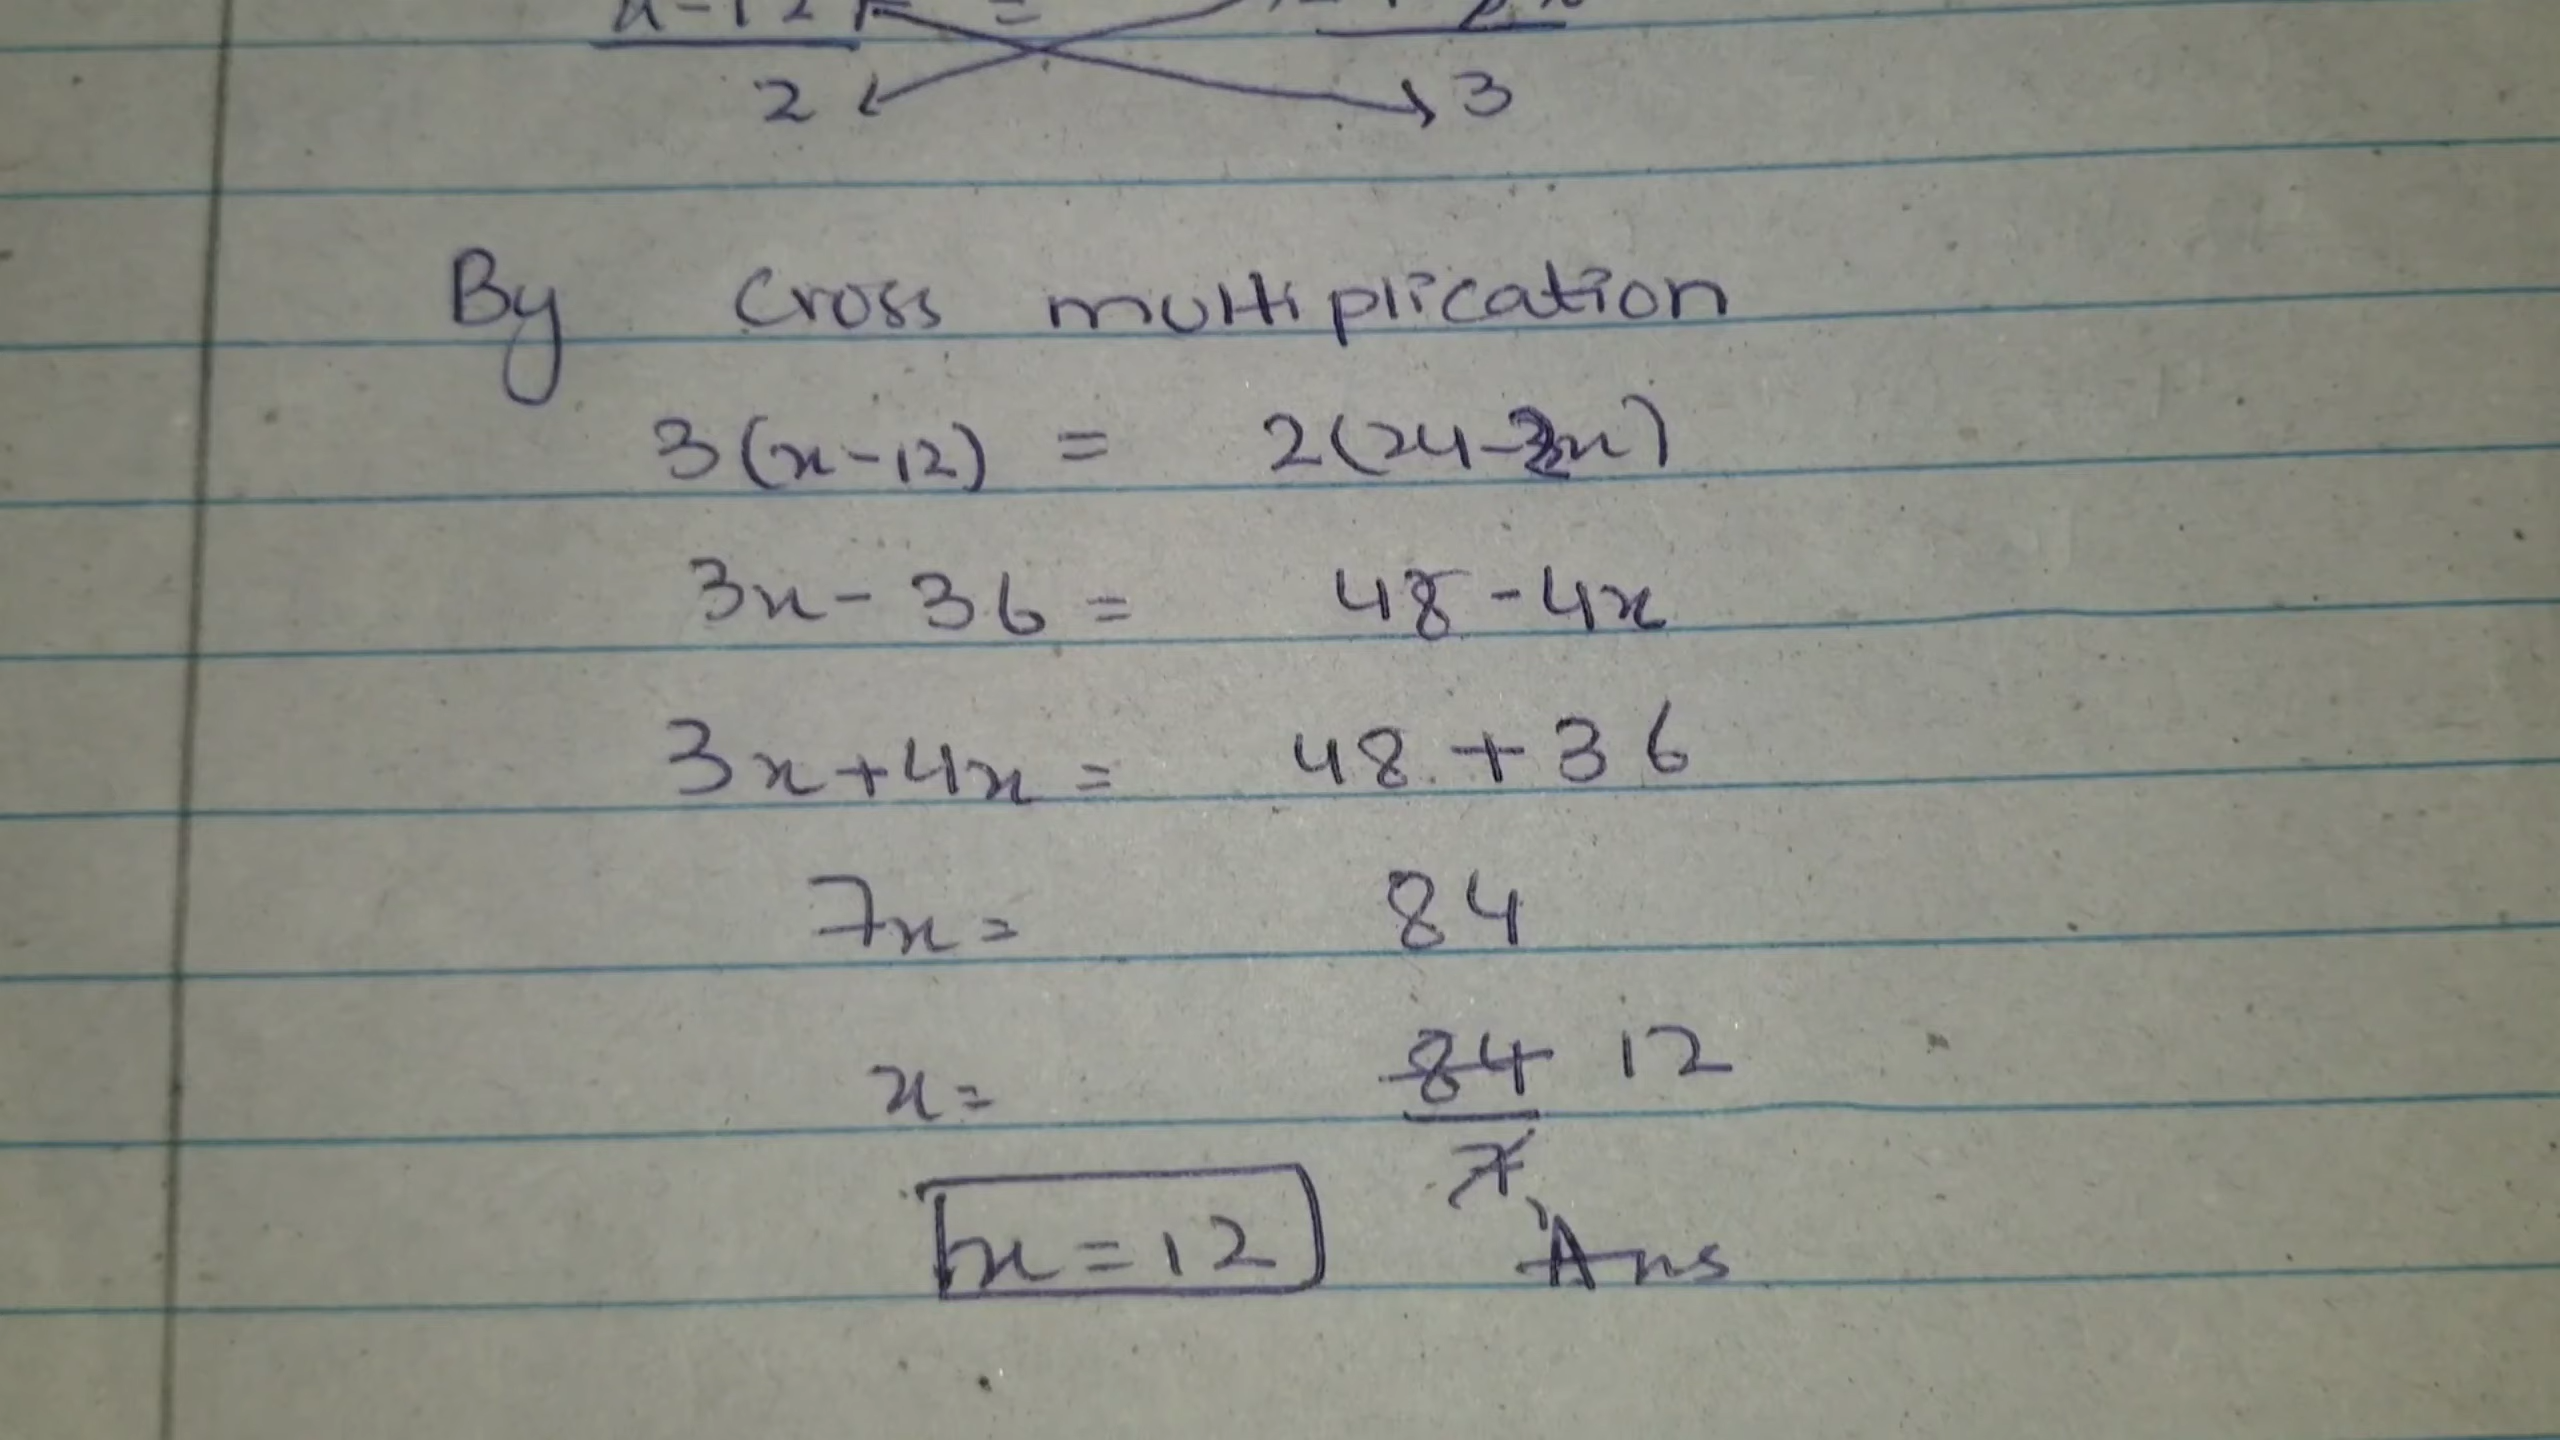 x-12 =
2 3
By Cross multiplication
3(x-12) = 2(24-2x)
3x-36 = 48-4x
3x+4x = 48+36
7x = 84
x = 84 12
7
x = 12 Ans